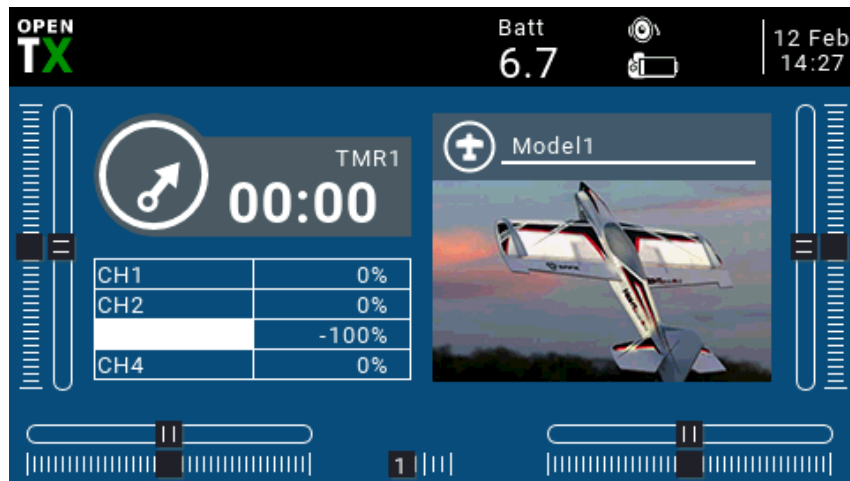 OPEN
TX
Batt
6.7
12 Feb
14:27
TMR1
00:00
Model1
CH1 0%
CH2 0%
-100%
CH4 0%
1